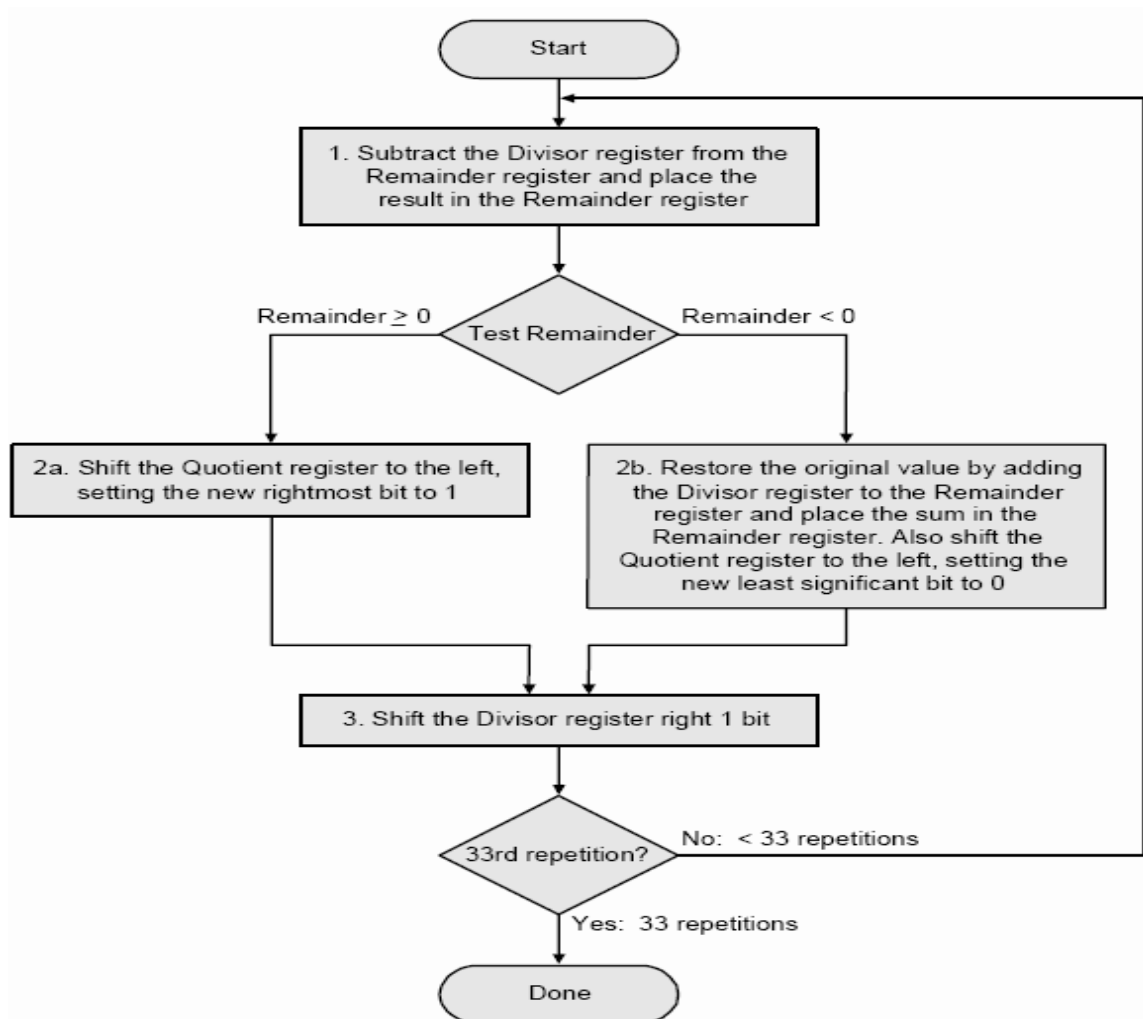 Start
1. Subtract the Divisor register from the
Remainder register and place the
result in the Remainder register
Test Remainder
Remainder ≥ 0
Remainder < 0
2a. Shift the Quotient register to the left,
setting the new rightmost bit to 1
2b. Restore the original value by adding
the Divisor register to the Remainder
register and place the sum in the
Remainder register. Also shift the
Quotient register to the left, setting the
new least significant bit to 0
3. Shift the Divisor register right 1 bit
33rd repetition?
No: < 33 repetitions
Yes: 33 repetitions
Done